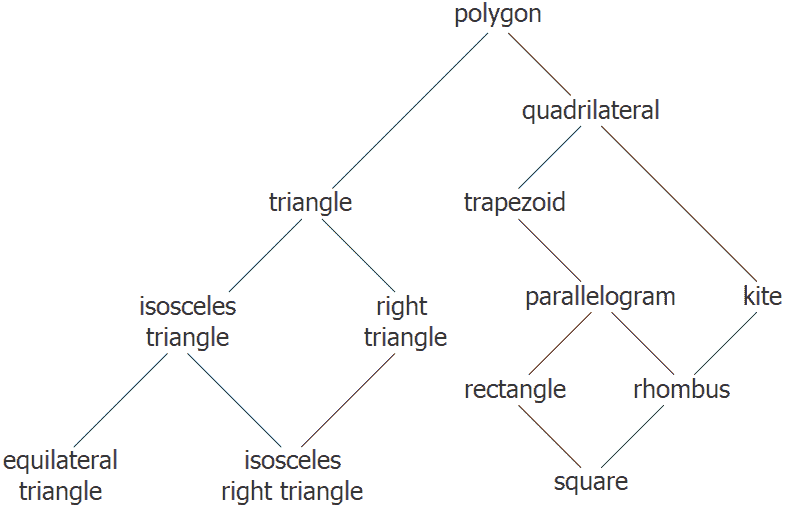 polygon
quadrilateral
triangle
trapezoid
isosceles
triangle
right
triangle
parallelogram
kite
rectangle
rhombus
equilateral
triangle
isosceles
right triangle
square